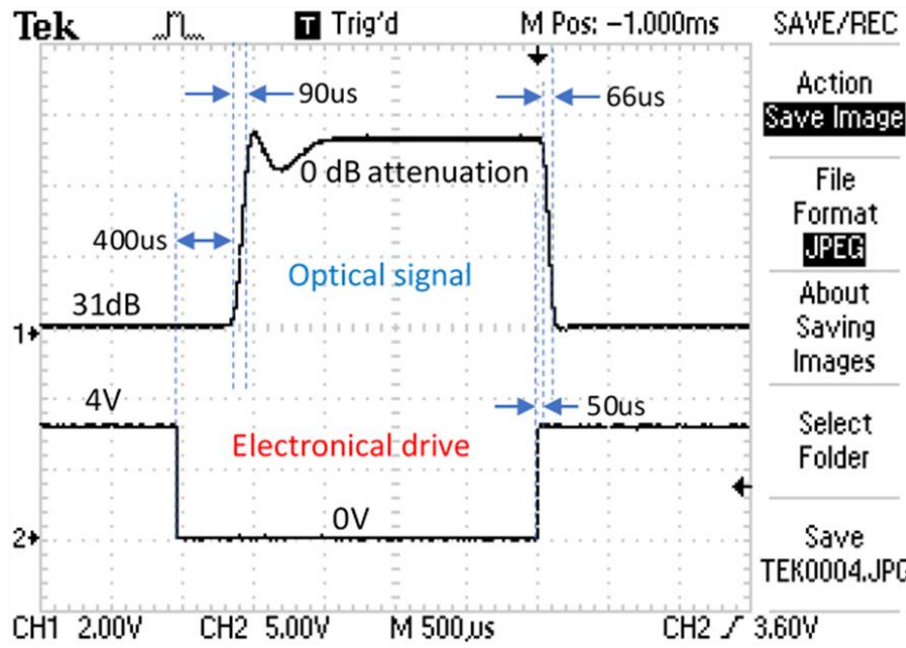 Tek T Trig'd M Pos: -1.000ms SAVE/REC
Action
Save Image
File
Format
JPEG
About
Saving
Images
Select
Folder
Save
TEK0004.JPG
90us
66us
0 dB attenuation
400us
Optical signal
31dB
1
4V
50us
Electronical drive
0V
2
CH1 2.00V CH2 5.00V M 500µs CH2 3.60V